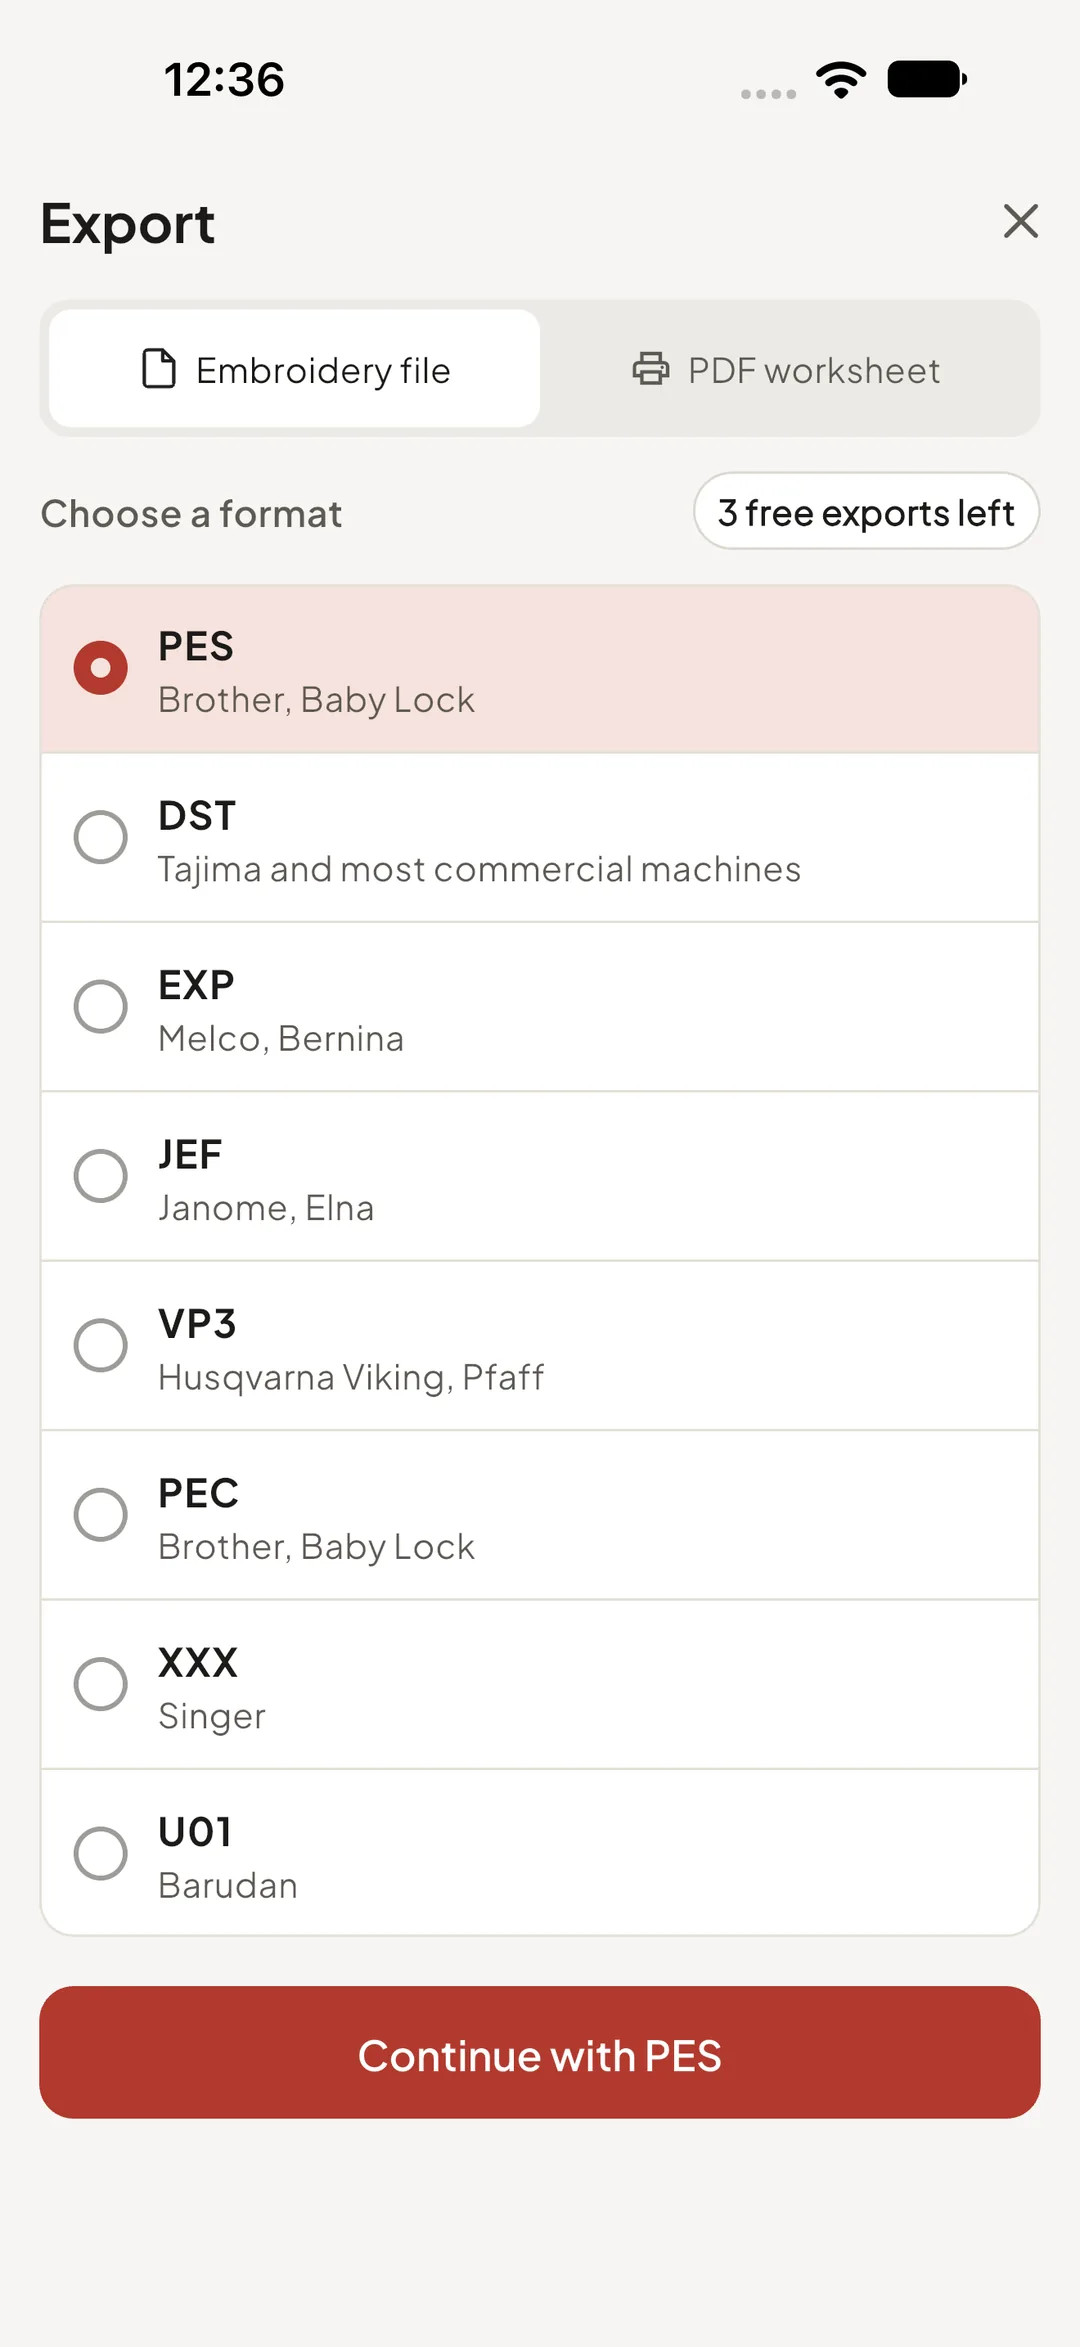 12:36
Export
Embroidery file
PDF worksheet
Choose a format
3 free exports left
PES
Brother, Baby Lock
DST
Tajima and most commercial machines
EXP
Melco, Bernina
JEF
Janome, Elna
VP3
Husqvarna Viking, Pfaff
PEC
Brother, Baby Lock
XXX
Singer
U01
Barudan
Continue with PES